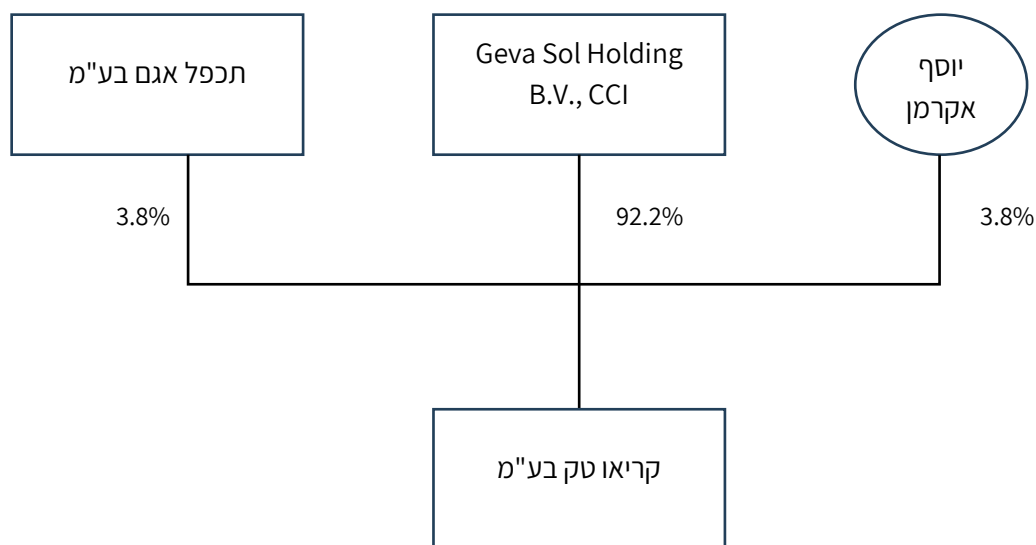 תכפל אגם בע"מ
Geva Sol Holding
B.V., CCI
יוסף
אקרמן
3.8%
92.2%
3.8%
קריאו טק בע"מ